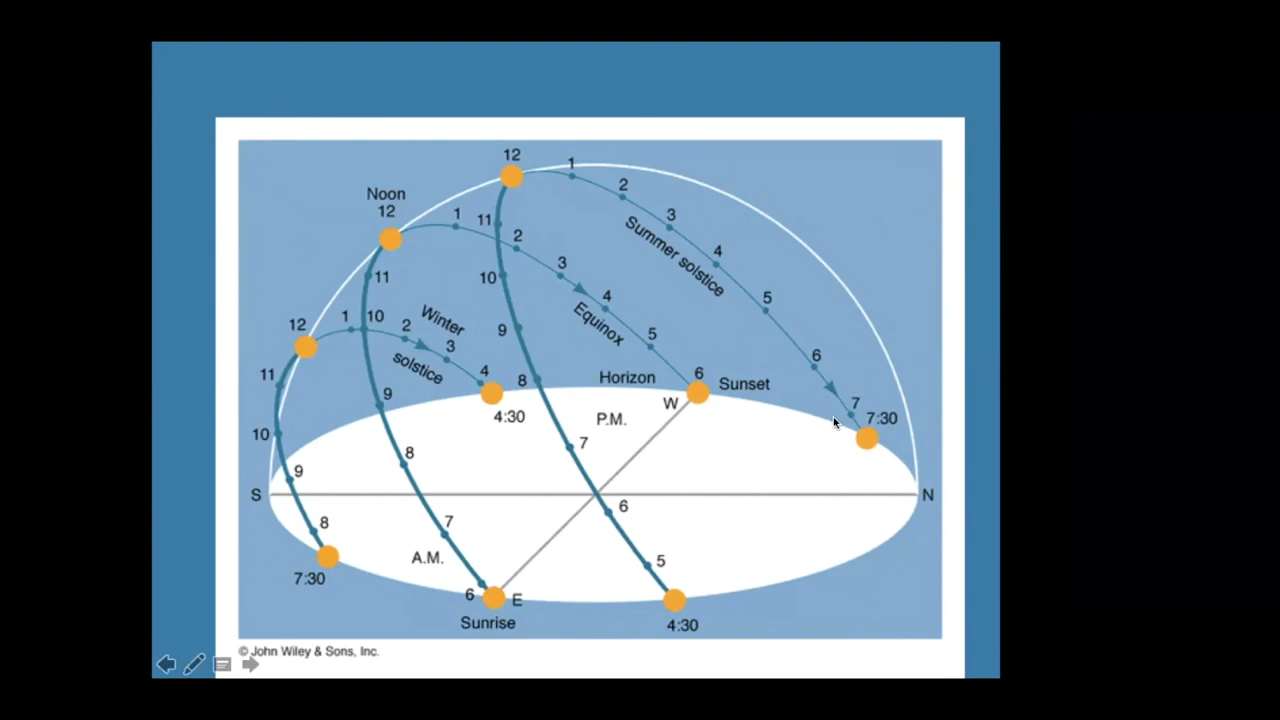 12
1
2
3
4
5
6
7
7:30
Summer solstice
11
10
9
8
7
6
5
4:30
Noon
12
1
2
3
4
5
6
Equinox
Sunset
11
10
9
8
7
6
Sunrise
12
1
2
3
4
4:30
Winter
solstice
11
10
9
8
7:30
Horizon
W
P.M.
S
N
A.M.
E
© John Wiley & Sons, Inc.